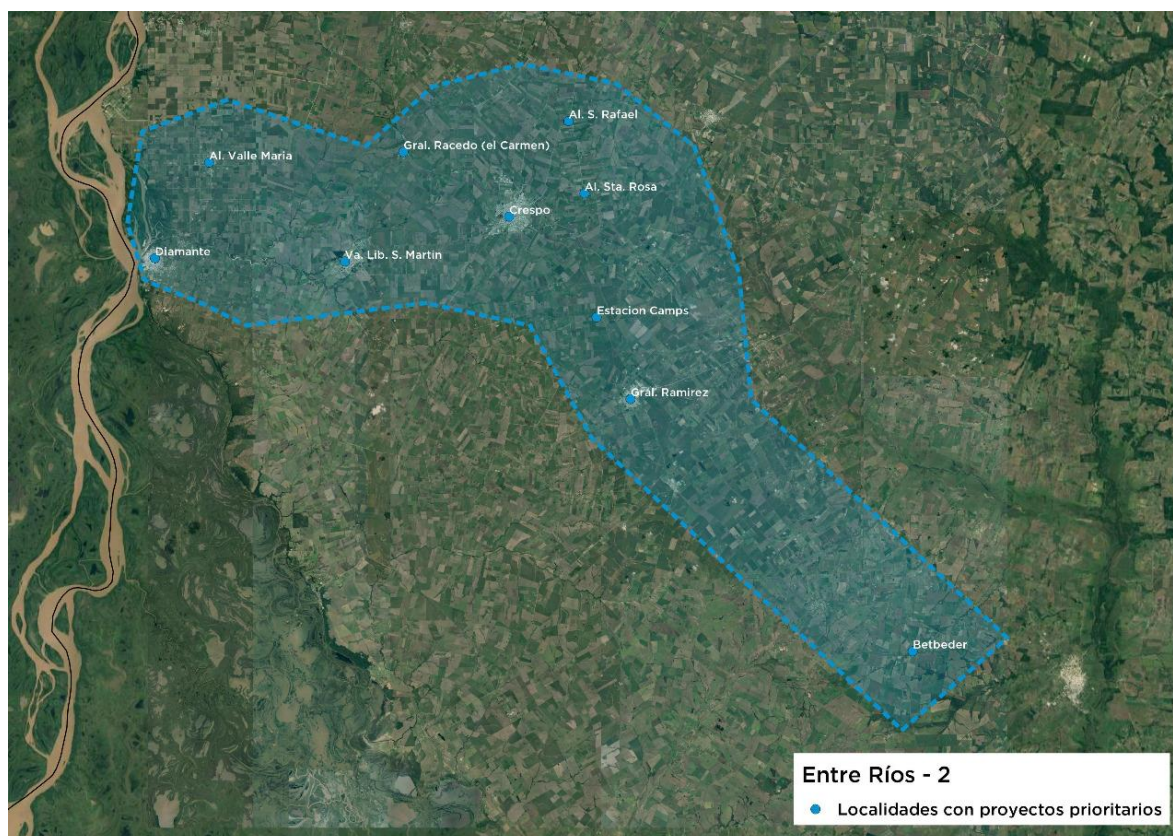 Al. S. Rafael
Gral. Racedo (el Carmen)
Al. Valle Maria
Al. Sta. Rosa
Crespo
Diamante
Va. Lib. S. Martin
Estacion Camps
Gral. Ramirez
Betbeder
Entre Ríos - 2
Localidades con proyectos prioritarios